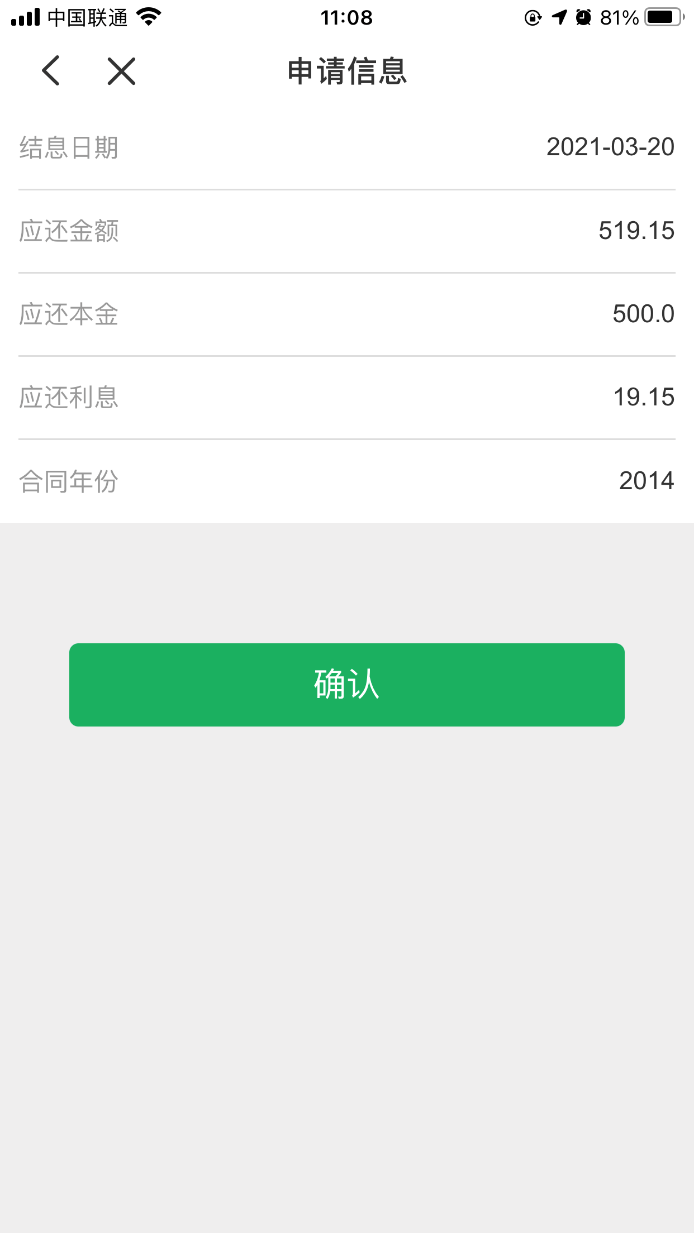 中国联通 11:08 81%
申请信息
结息日期 2021-03-20
应还金额 519.15
应还本金 500.0
应还利息 19.15
合同年份 2014
确认